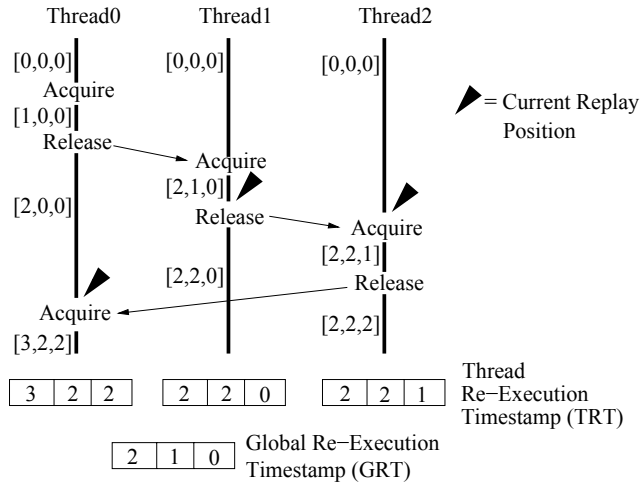 Thread0 Thread1 Thread2
[0,0,0] [0,0,0] [0,0,0]
Acquire
[1,0,0]
= Current Replay
Position
Release
Acquire
[2,1,0]
[2,0,0]
Release
Acquire
[2,2,1]
[2,2,0]
Release
Acquire
[2,2,2]
[3,2,2]
3 2 2 2 2 0 2 2 1
Thread
Re−Execution
Timestamp (TRT)
2 1 0
Global Re−Execution
Timestamp (GRT)